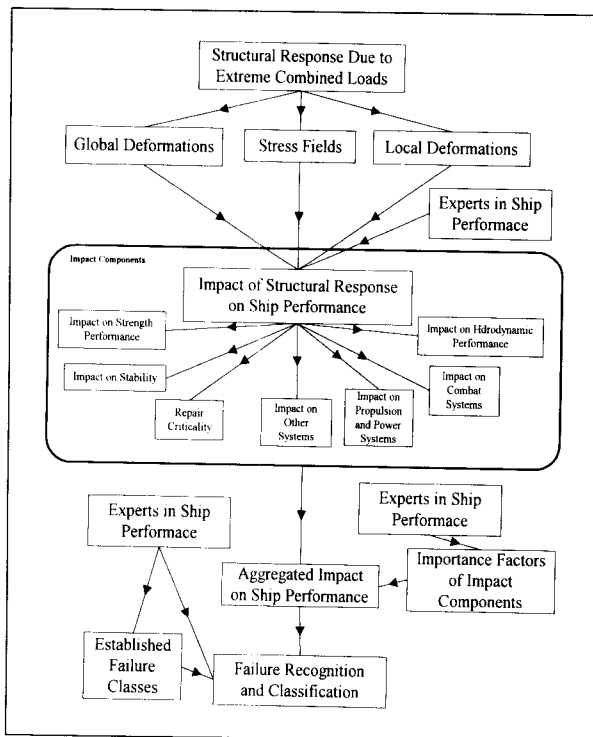 Structural Response Due to
Extreme Combined Loads
Global Deformations
Stress Fields
Local Deformations
Experts in Ship
Performace
Impact Components
Impact of Structural Response
on Ship Performance
Impact on Strength
Performance
Impact on Hdrodynamic
Performance
Impact on Stability
Impact on
Combat
Systems
Repair
Criticality
Impact on
Other
Systems
Impact on
Propulsion
and Power
Systems
Experts in Ship
Performace
Experts in Ship
Performace
Aggregated Impact
on Ship Performance
Importance Factors
of Impact
Components
Established
Failure
Classes
Failure Recognition
and Classification